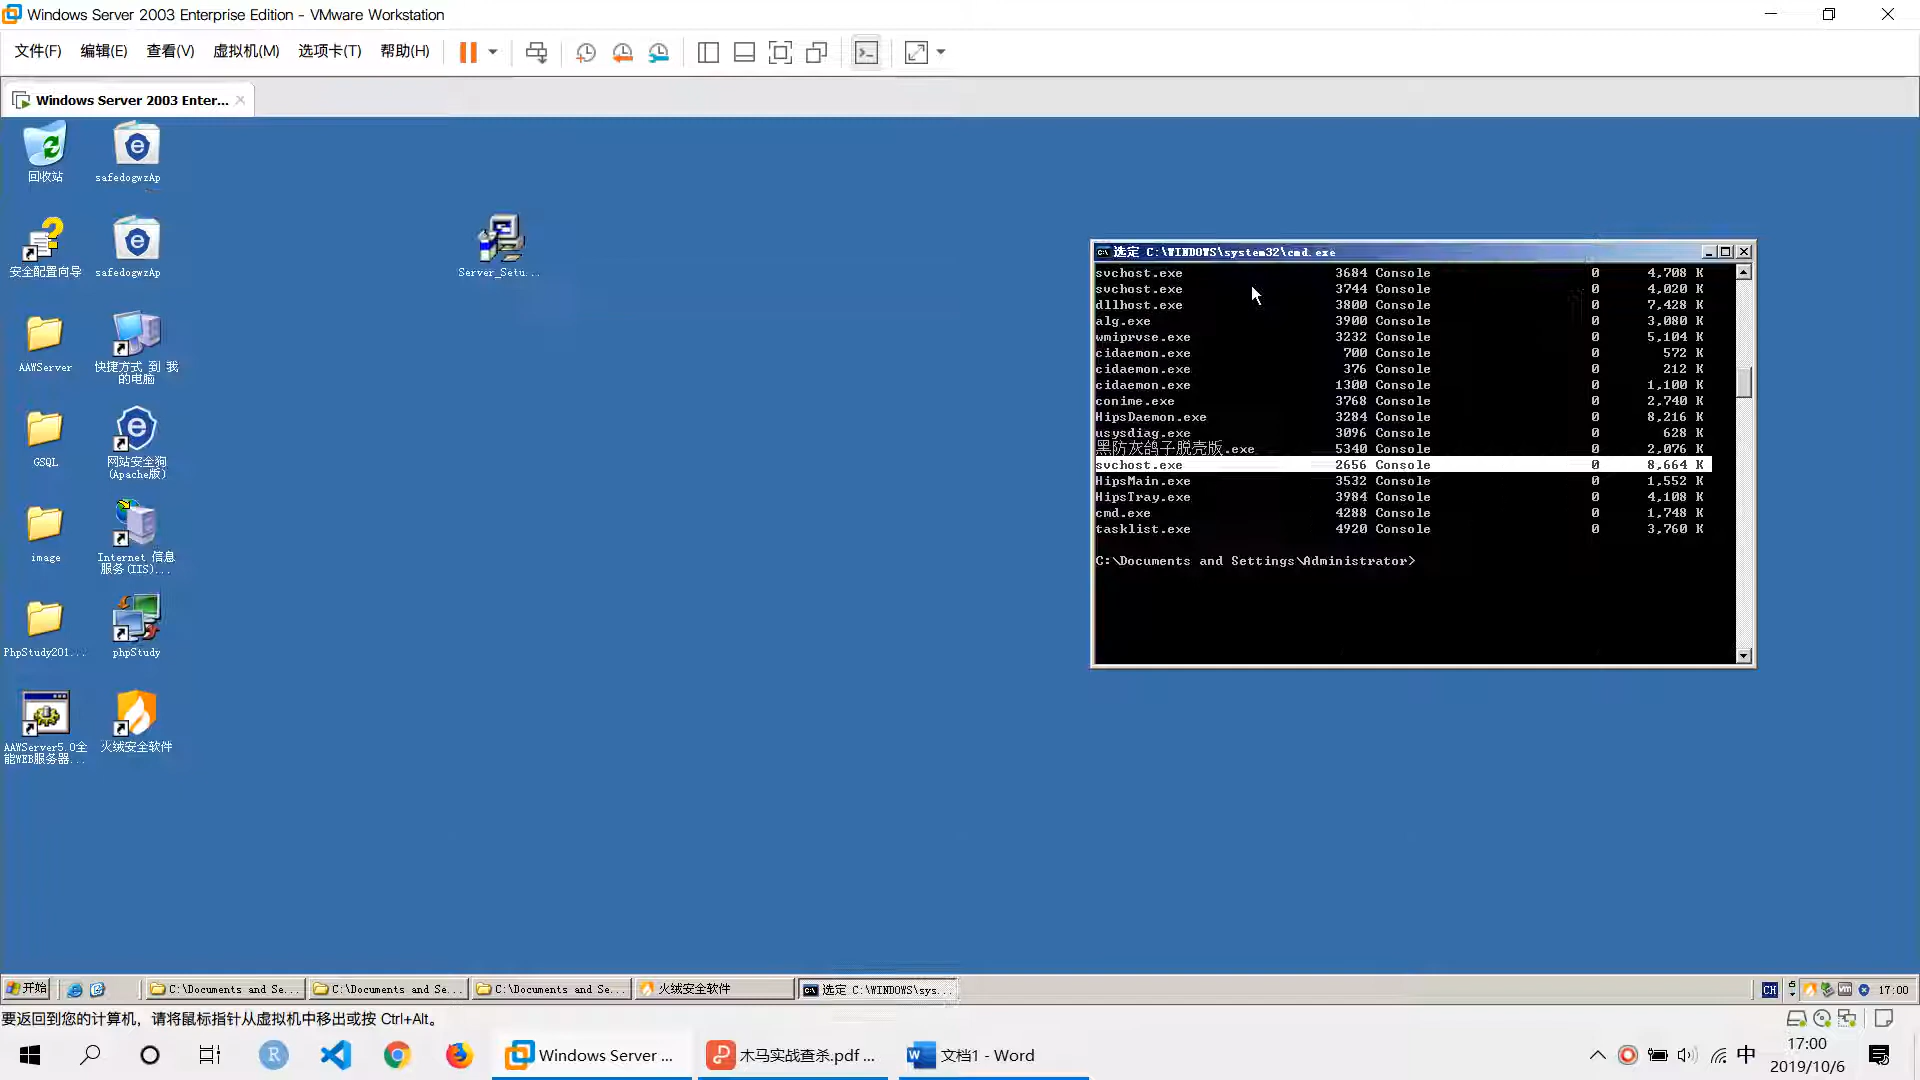 Windows Server 2003 Enterprise Edition - VMware Workstation
文件(F) 编辑(E) 查看(V) 虚拟机(M) 选项卡(T) 帮助(H)
Windows Server 2003 Enter...
回收站
safedogwzAp
安全配置向导
safedogwzAp
Server_Setu...
AAWServer
快捷方式 到 我
的电脑
GSQL
网站安全狗
(Apache版)
image
Internet 信息
服务(IIS)...
PhpStudy201...
phpStudy
AAWServer5.0全
能WEB服务器...
火绒安全软件
选定 C:\WINDOWS\system32\cmd.exe
svchost.exe 3684 Console 0 4,708 K
svchost.exe 3744 Console 0 4,020 K
dllhost.exe 3800 Console 0 7,428 K
alg.exe 3900 Console 0 3,080 K
wmiprvse.exe 3232 Console 0 5,104 K
cidaemon.exe 700 Console 0 572 K
cidaemon.exe 376 Console 0 212 K
cidaemon.exe 1300 Console 0 1,100 K
conime.exe 3768 Console 0 2,740 K
HipsDaemon.exe 3284 Console 0 8,216 K
usysdiag.exe 3096 Console 0 628 K
黑防灰鸽子脱壳版.exe 5340 Console 0 2,076 K
svchost.exe 2656 Console 0 8,664 K
HipsMain.exe 3532 Console 0 1,552 K
HipsTray.exe 3984 Console 0 4,108 K
cmd.exe 4288 Console 0 1,748 K
tasklist.exe 4920 Console 0 3,760 K
C:\Documents and Settings\Administrator>
开始 C:\Documents and Se... C:\Documents and Se... C:\Documents and Se... 火绒安全软件 选定 C:\WINDOWS\sys... CH 17:00
要返回到您的计算机，请将鼠标指针从虚拟机中移出或按 Ctrl+Alt。
Windows Server ... 木马实战查杀.pdf ... 文档1 - Word 中 17:00
2019/10/6